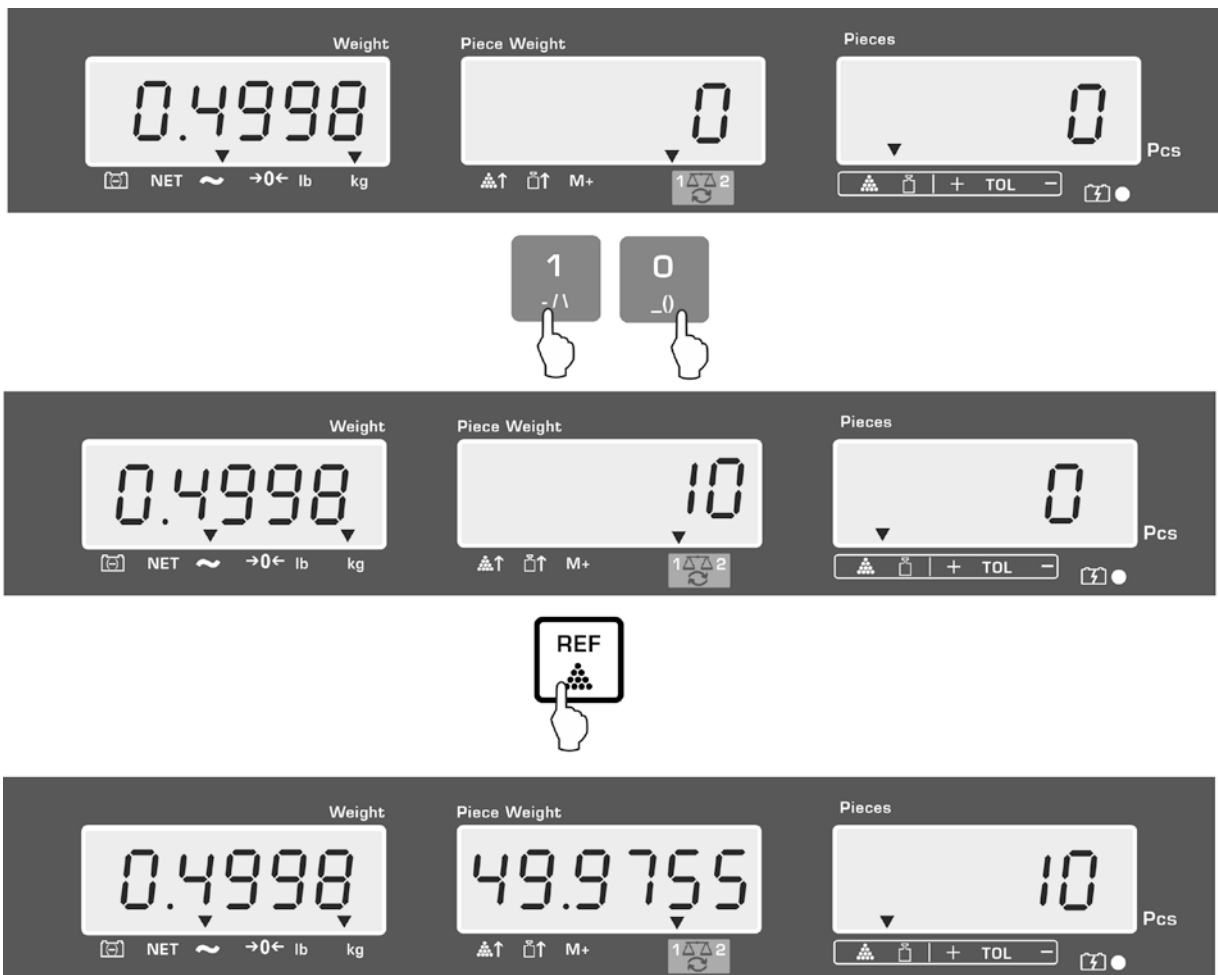 Weight Piece Weight Pieces
0.4998 0 0 Pcs
NET ~ →0← lb kg ↑ ↑ M+ 1 2 | + TOL −
1 0
- / \ _()
Weight Piece Weight Pieces
0.4998 10 0 Pcs
NET ~ →0← lb kg ↑ ↑ M+ 1 2 | + TOL −
REF
Weight Piece Weight Pieces
0.4998 49.9755 10 Pcs
NET ~ →0← lb kg ↑ ↑ M+ 1 2 | + TOL −